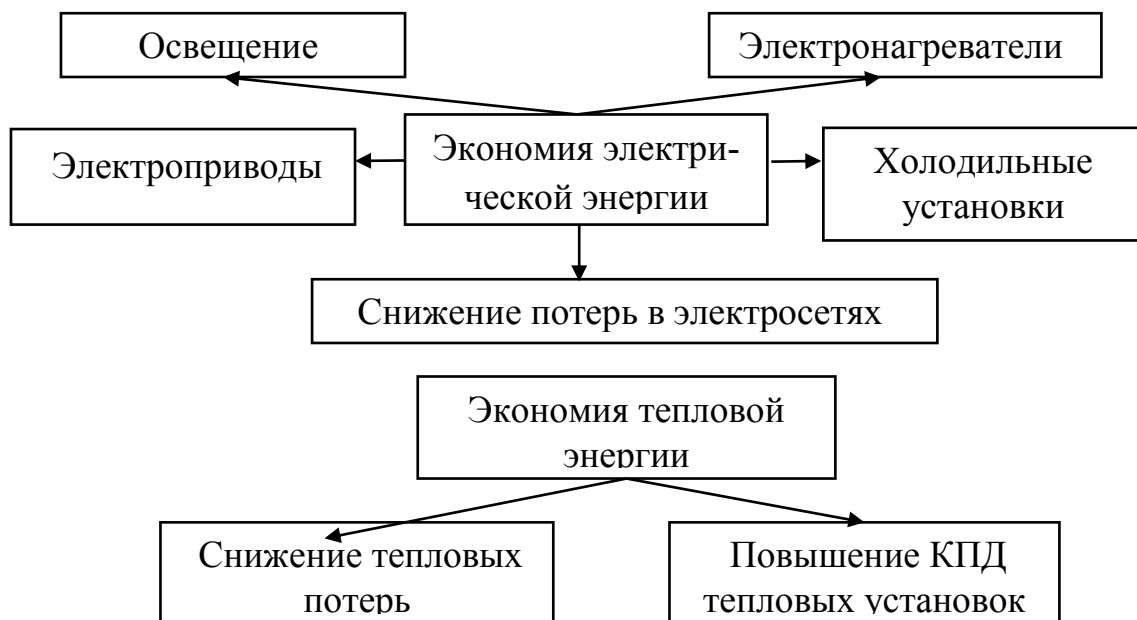 Освещение
Электронагреватели
Электроприводы
Экономия электри-
ческой энергии
Холодильные
установки
Снижение потерь в электросетях
Экономия тепловой
энергии
Снижение тепловых
потерь
Повышение КПД
тепловых установок